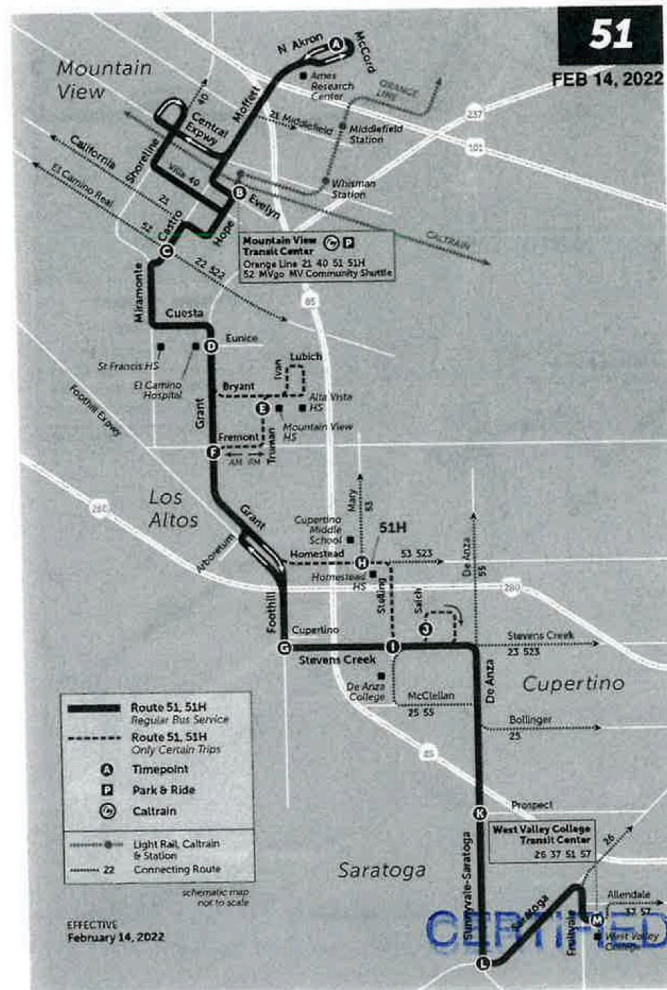 51
FEB 14, 2022
Mountain
View
N Akron
A
McCord
Ames
Research
Center
Moffett
ORANGE
LINE
237
101
40
Central
Expwy
21 Middlefield
Middlefield
Station
California
El Camino Real
Shoreline
Villa 40
21
52
Whisman
Station
B
Evelyn
Castro
Hope
C
22 522
CALTRAIN
Mountain View
Transit Center
P
Orange Line 21 40 51 51H
52 MVgo MV Community Shuttle
85
Miramonte
Cuesta
D
Eunice
St Francis HS
El Camino
Hospital
Bryant
Ivan
Lubich
Alta Vista
HS
E
Mountain View
HS
Truman
Grant
Foothill Expwy
F
Fremont
AM PM
Los
Altos
280
Grant
Arboretum
Cupertino
Middle
School
Mary
53
51H
Homestead
H
53 523
Homestead
HS
Stelling
De Anza
55
280
Foothill
Saich
J
G
Cupertino
Stevens Creek
I
Stevens Creek
23 523
De Anza
College
McClellan
25 55
De Anza
Cupertino
Bollinger
25
85
Route 51, 51H
Regular Bus Service
Route 51, 51H
Only Certain Trips
A Timepoint
P Park & Ride
Caltrain
Light Rail, Caltrain
& Station
22 Connecting Route
schematic map
not to scale
K
Prospect
West Valley College
Transit Center
26 37 51 57
26
Saratoga
Sunnyvale-Saratoga
Saratoga
Fruitvale
Allendale
37 57
M
West Valley
College
L
CERTIFIED
EFFECTIVE
February 14, 2022